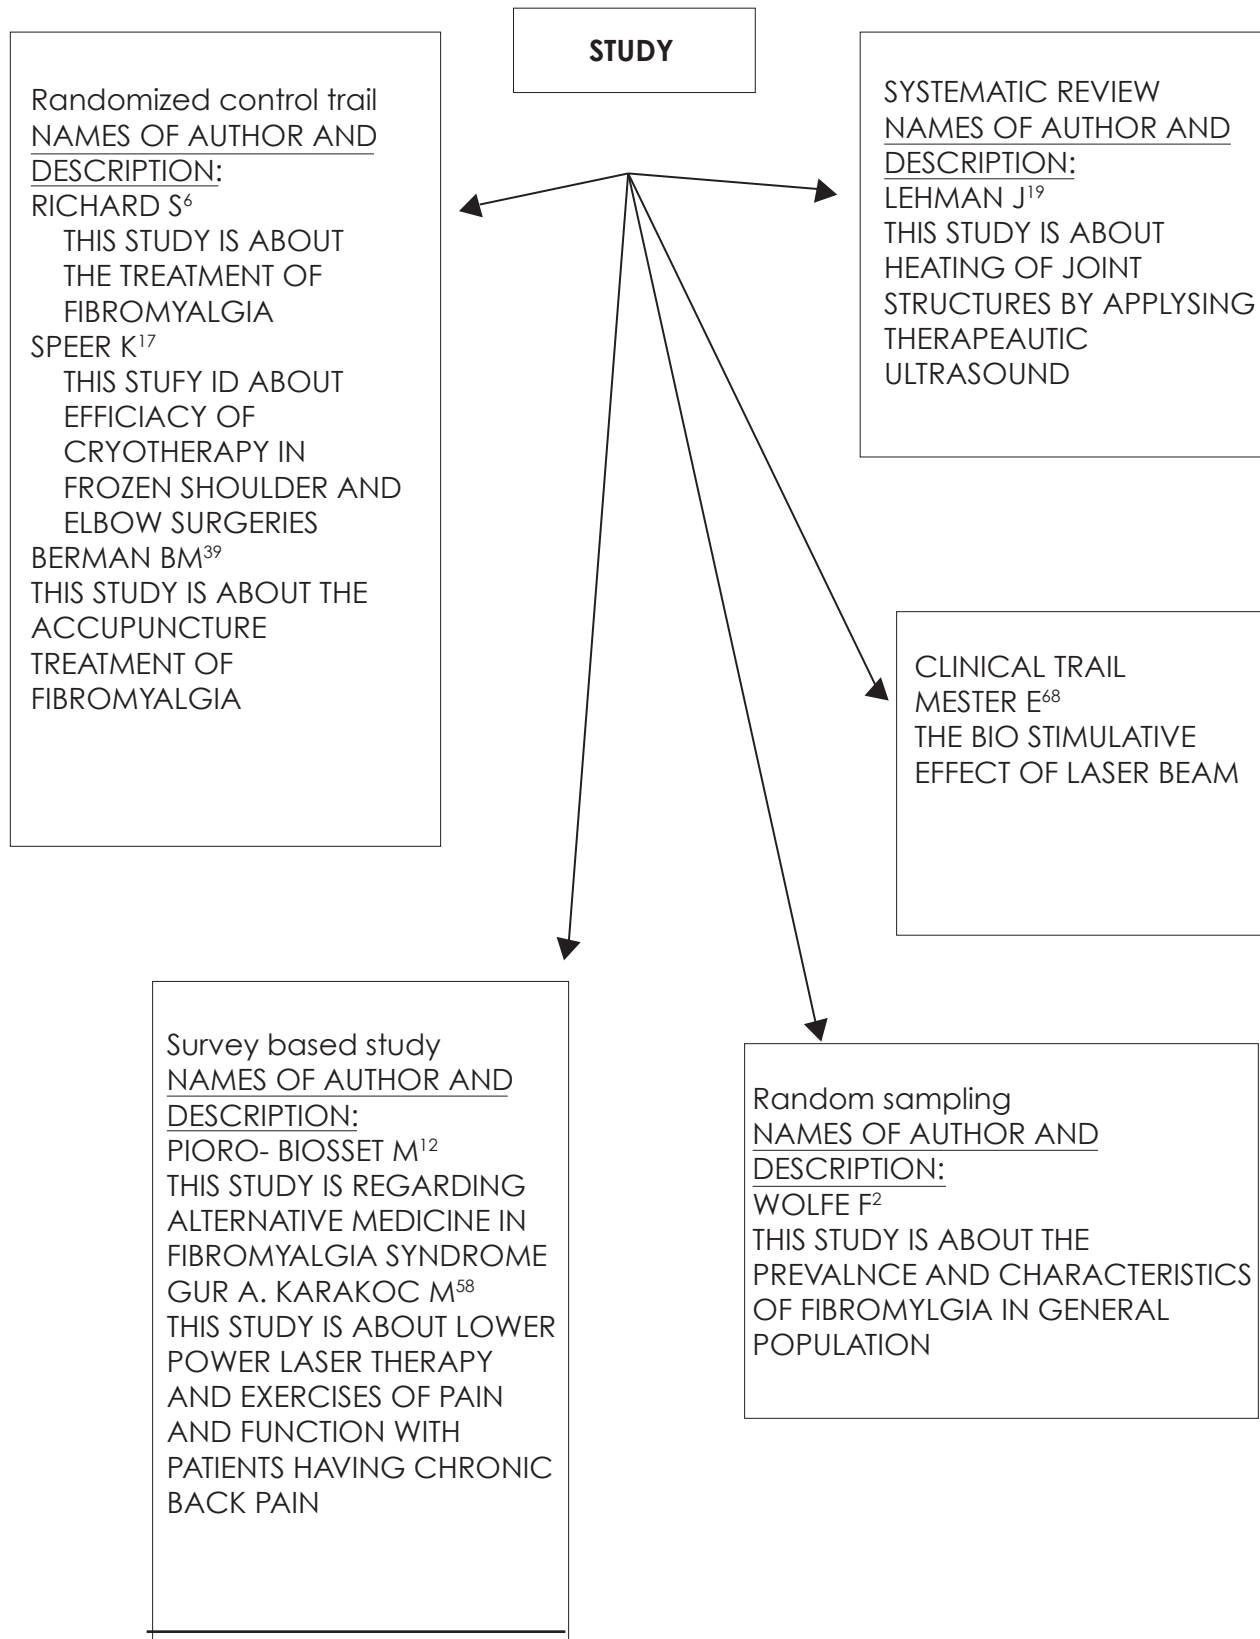 STUDY
Randomized control trail
NAMES OF AUTHOR AND
DESCRIPTION:
RICHARD S6
THIS STUDY IS ABOUT
THE TREATMENT OF
FIBROMYALGIA
SPEER K17
THIS STUFY ID ABOUT
EFFICIACY OF
CRYOTHERAPY IN
FROZEN SHOULDER AND
ELBOW SURGERIES
BERMAN BM39
THIS STUDY IS ABOUT THE
ACCUPUNCTURE
TREATMENT OF
FIBROMYALGIA
SYSTEMATIC REVIEW
NAMES OF AUTHOR AND
DESCRIPTION:
LEHMAN J19
THIS STUDY IS ABOUT
HEATING OF JOINT
STRUCTURES BY APPLYSING
THERAPEAUTIC
ULTRASOUND
CLINICAL TRAIL
MESTER E68
THE BIO STIMULATIVE
EFFECT OF LASER BEAM
Survey based study
NAMES OF AUTHOR AND
DESCRIPTION:
PIORO- BIOSSET M12
THIS STUDY IS REGARDING
ALTERNATIVE MEDICINE IN
FIBROMYALGIA SYNDROME
GUR A. KARAKOC M58
THIS STUDY IS ABOUT LOWER
POWER LASER THERAPY
AND EXERCISES OF PAIN
AND FUNCTION WITH
PATIENTS HAVING CHRONIC
BACK PAIN
Random sampling
NAMES OF AUTHOR AND
DESCRIPTION:
WOLFE F2
THIS STUDY IS ABOUT THE
PREVALNCE AND CHARACTERISTICS
OF FIBROMYLGIA IN GENERAL
POPULATION